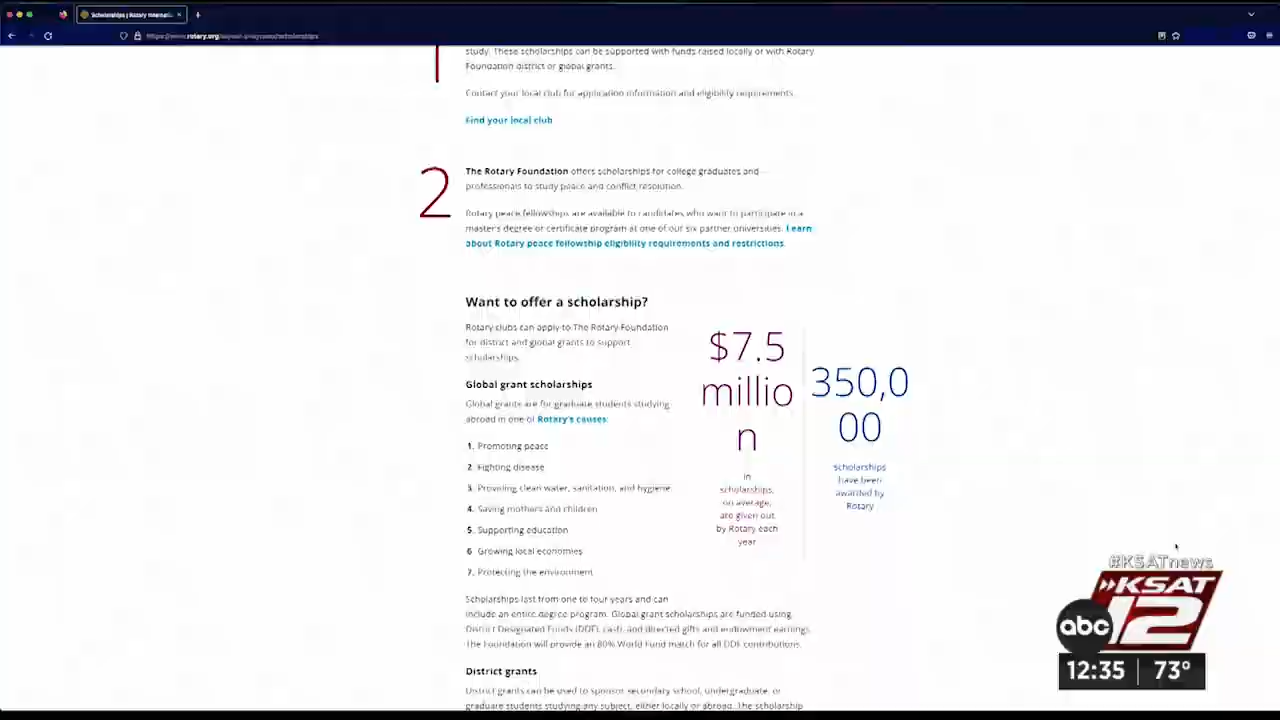 Scholarships | Rotary Internati
https://www.rotary.org
study. These scholarships can be supported with funds raised locally or with Rotary
Foundation district or global grants.
Contact your local club for application information and eligibility requirements.
Find your local club
2
The Rotary Foundation offers scholarships for college graduates and
professionals to study peace and conflict resolution.
Rotary peace fellowships are available to candidates who want to participate in a
master's degree or certificate program at one of our six partner universities. Learn
about Rotary peace fellowship eligibility requirements and restrictions.
Want to offer a scholarship?
Rotary clubs can apply to The Rotary Foundation
for district and global grants to support
scholarships.
Global grant scholarships
Global grants are for graduate students studying
abroad in one of Rotary's causes:
1. Promoting peace
2. Fighting disease
3. Providing clean water, sanitation, and hygiene
4. Saving mothers and children
5. Supporting education
6 Growing local economies
7. Protecting the environment
$7.5
millio
n
in
scholarships,
on average,
are given out
by Rotary each
year
350,0
00
scholarships
have been
awarded by
Rotary
Scholarships last from one to four years and can
include an entire degree program. Global grant scholarships are funded using
District Designated Funds (DDF), cash, and directed gifts and endowment earnings.
The Foundation will provide an 80% World Fund match for all DDF contributions.
District grants
District grants can be used to sponsor secondary school, undergraduate, or
graduate students studying any subject, either locally or abroad. The scholarship
#KSATnews
KSAT
12
abc
12:35 73°